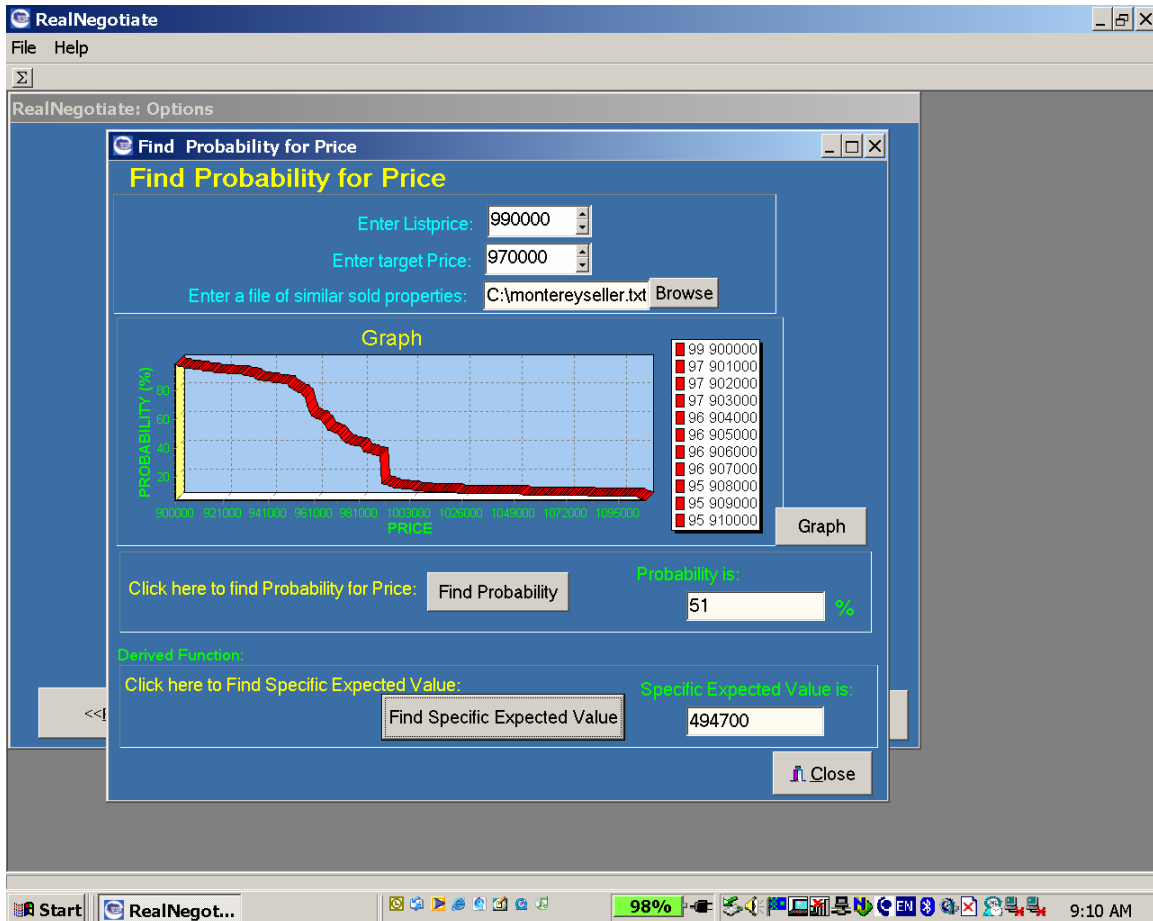 RealNegotiate
File Help
Σ
RealNegotiate: Options
Find Probability for Price
Find Probability for Price
Enter Listprice: 990000
Enter target Price: 970000
Enter a file of similar sold properties: C:\montereyseller.txt Browse
Graph
PROBABILITY (%)
80
60
40
20
900000 921000 941000 961000 981000 1003000 1026000 1049000 1072000 1095000
PRICE
99 900000
97 901000
97 902000
97 903000
96 904000
96 905000
96 906000
96 907000
95 908000
95 909000
95 910000
Graph
Click here to find Probability for Price: Find Probability
Probability is:
51 %
Derived Function:
Click here to Find Specific Expected Value:
Find Specific Expected Value
Specific Expected Value is:
494700
<<
Close
Start RealNegot... 98% EN 9:10 AM